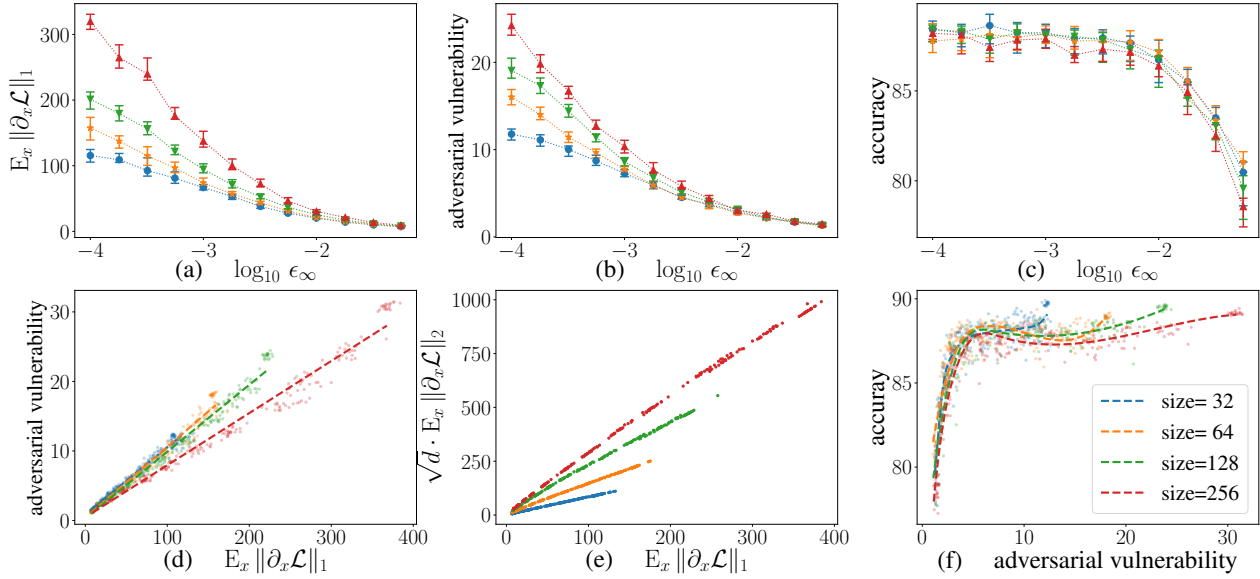 E_x ‖∂_x𝓛‖_1
300
200
100
0
−4
−3
−2
(a)
log_10 ϵ_∞
adversarial vulnerability
20
10
0
−4
−3
−2
(b)
log_10 ϵ_∞
accuracy
85
80
−4
−3
−2
(c)
log_10 ϵ_∞
adversarial vulnerability
30
20
10
0
0
100
200
300
400
(d)
E_x ‖∂_x𝓛‖_1
√d · E_x ‖∂_x𝓛‖_2
1000
750
500
250
0
0
100
200
300
400
(e)
E_x ‖∂_x𝓛‖_1
accuray
90
85
80
0
10
20
30
size= 32
size= 64
size=128
size=256
(f)
adversarial vulnerability